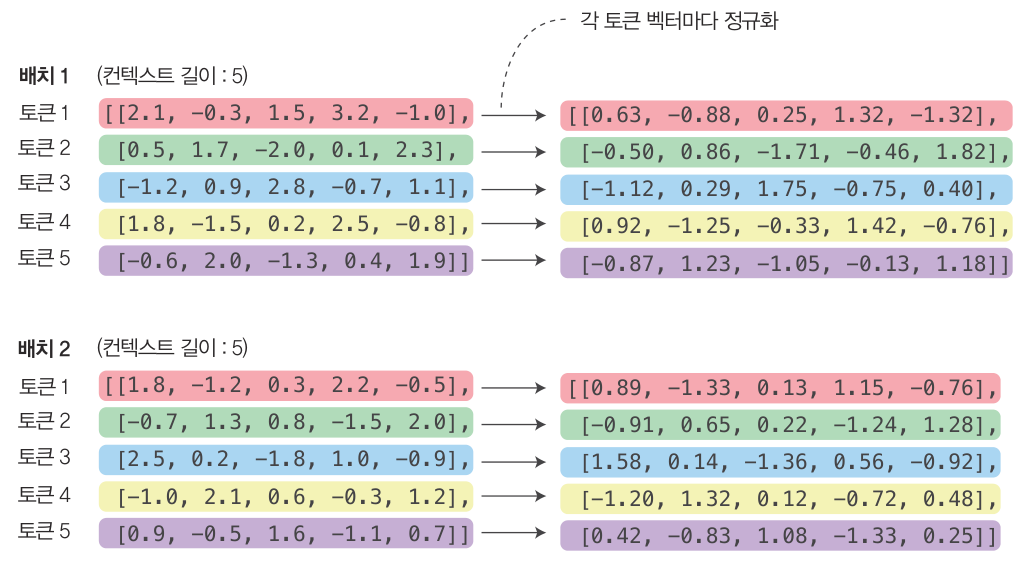 각 토큰 벡터마다 정규화
배치 1 (컨텍스트 길이 : 5)
토큰 1 [[2.1, −0.3, 1.5, 3.2, −1.0], [[0.63, −0.88, 0.25, 1.32, −1.32],
토큰 2 [0.5, 1.7, −2.0, 0.1, 2.3], [−0.50, 0.86, −1.71, −0.46, 1.82],
토큰 3 [−1.2, 0.9, 2.8, −0.7, 1.1], [−1.12, 0.29, 1.75, −0.75, 0.40],
토큰 4 [1.8, −1.5, 0.2, 2.5, −0.8], [0.92, −1.25, −0.33, 1.42, −0.76],
토큰 5 [−0.6, 2.0, −1.3, 0.4, 1.9]] [−0.87, 1.23, −1.05, −0.13, 1.18]]
배치 2 (컨텍스트 길이 : 5)
토큰 1 [[1.8, −1.2, 0.3, 2.2, −0.5], [[0.89, −1.33, 0.13, 1.15, −0.76],
토큰 2 [−0.7, 1.3, 0.8, −1.5, 2.0], [−0.91, 0.65, 0.22, −1.24, 1.28],
토큰 3 [2.5, 0.2, −1.8, 1.0, −0.9], [1.58, 0.14, −1.36, 0.56, −0.92],
토큰 4 [−1.0, 2.1, 0.6, −0.3, 1.2], [−1.20, 1.32, 0.12, −0.72, 0.48],
토큰 5 [0.9, −0.5, 1.6, −1.1, 0.7]] [0.42, −0.83, 1.08, −1.33, 0.25]]